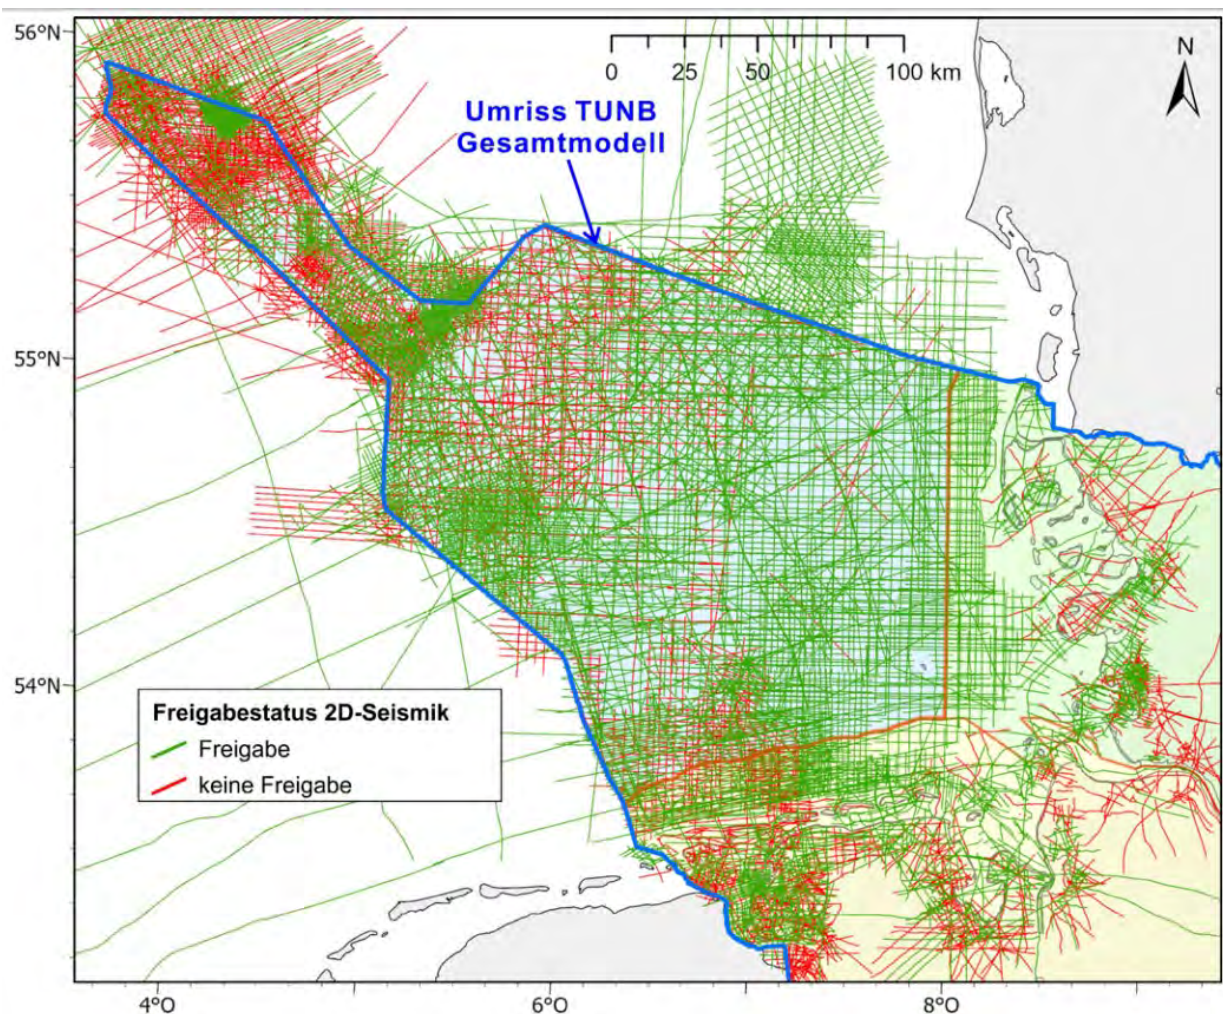 56°N
N
0 25 50 100 km
Umriss TUNB
Gesamtmodell
55°N
54°N
Freigabestatus 2D-Seismik
Freigabe
keine Freigabe
4°O 6°O 8°O